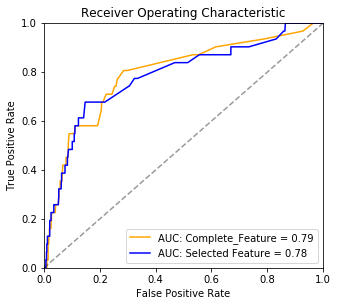 Receiver Operating Characteristic
1.0
0.8
0.6
0.4
0.2
0.0
True Positive Rate
AUC: Complete_Feature = 0.79
AUC: Selected Feature = 0.78
0.0 0.2 0.4 0.6 0.8 1.0
False Positive Rate